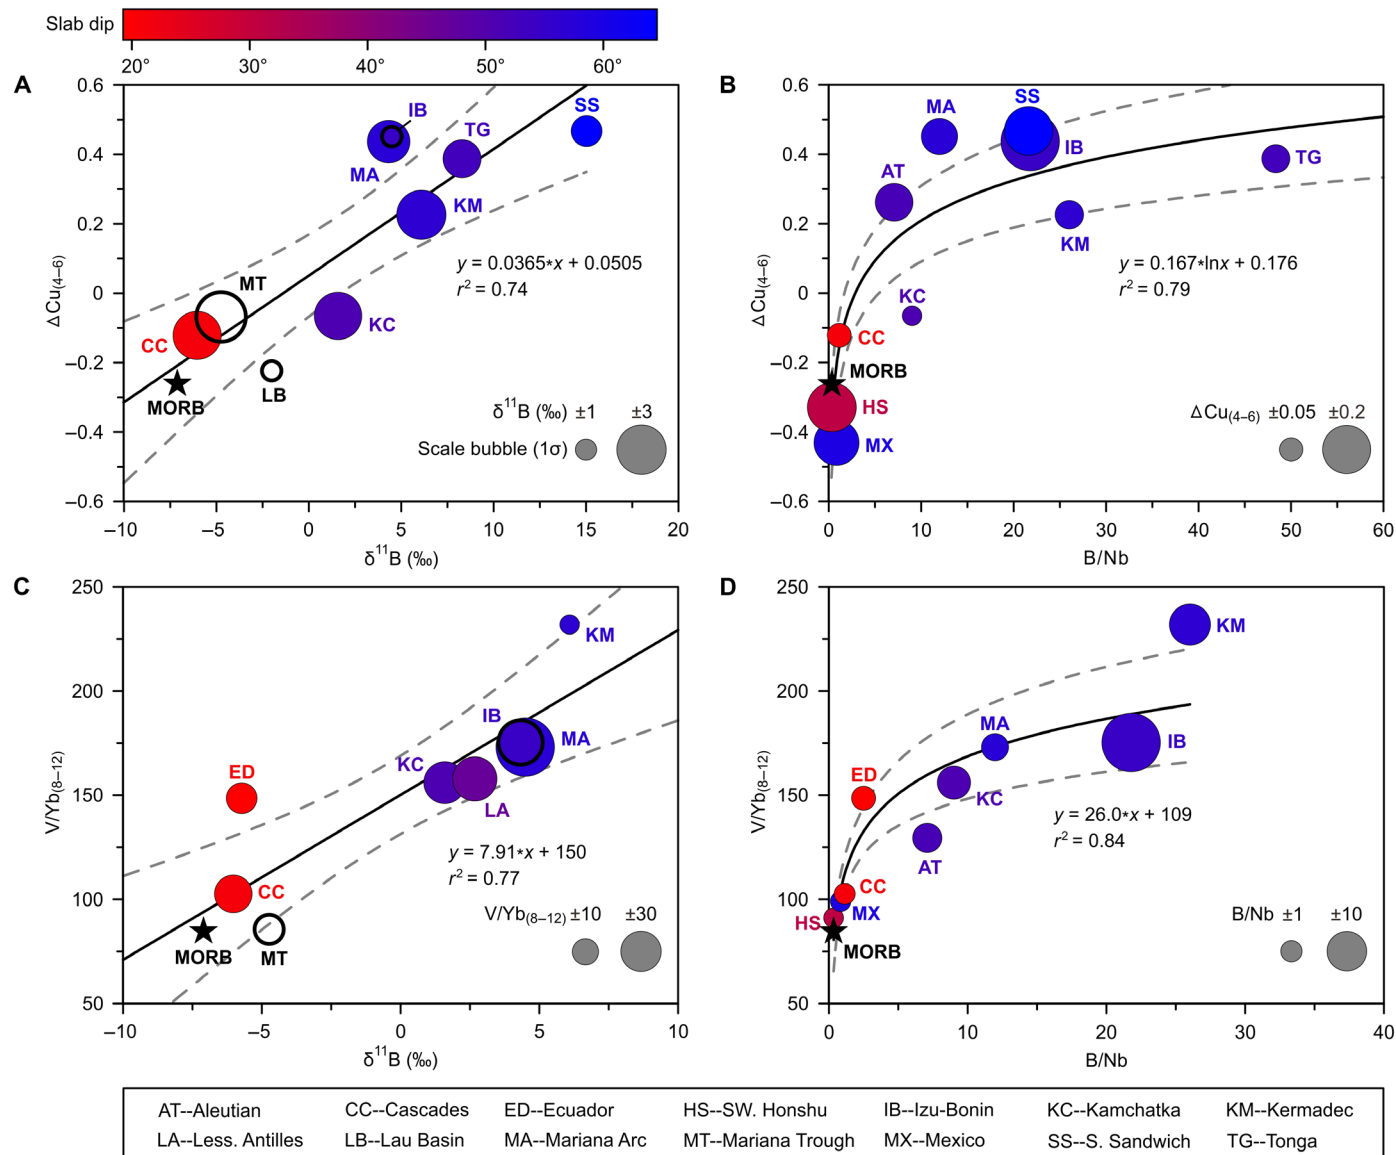 Slab dip
20° 30° 40° 50° 60°
A
0.6
0.4
0.2
0
–0.2
–0.4
–0.6
ΔCu(4–6)
IB
MA
TG
SS
KM
MT
CC
KC
LB
MORB
y = 0.0365*x + 0.0505
r² = 0.74
δ¹¹B (‰) ±1 ±3
Scale bubble (1σ)
–10 –5 0 5 10 15 20
δ¹¹B (‰)
B
0.6
0.4
0.2
0
–0.2
–0.4
–0.6
ΔCu(4–6)
MA
SS
IB
TG
AT
KM
KC
CC
MORB
HS
MX
y = 0.167*lnx + 0.176
r² = 0.79
ΔCu(4–6) ±0.05 ±0.2
0 10 20 30 40 50 60
B/Nb
C
250
200
150
100
50
V/Yb(8–12)
KM
IB
MA
KC
LA
ED
CC
MORB
MT
y = 7.91*x + 150
r² = 0.77
V/Yb(8–12) ±10 ±30
–10 –5 0 5 10
δ¹¹B (‰)
D
250
200
150
100
50
V/Yb(8–12)
KM
MA
IB
ED
KC
AT
CC
MX
HS
MORB
y = 26.0*x + 109
r² = 0.84
B/Nb ±1 ±10
0 10 20 30 40
B/Nb
AT--Aleutian CC--Cascades ED--Ecuador HS--SW. Honshu IB--Izu-Bonin KC--Kamchatka KM--Kermadec
LA--Less. Antilles LB--Lau Basin MA--Mariana Arc MT--Mariana Trough MX--Mexico SS--S. Sandwich TG--Tonga